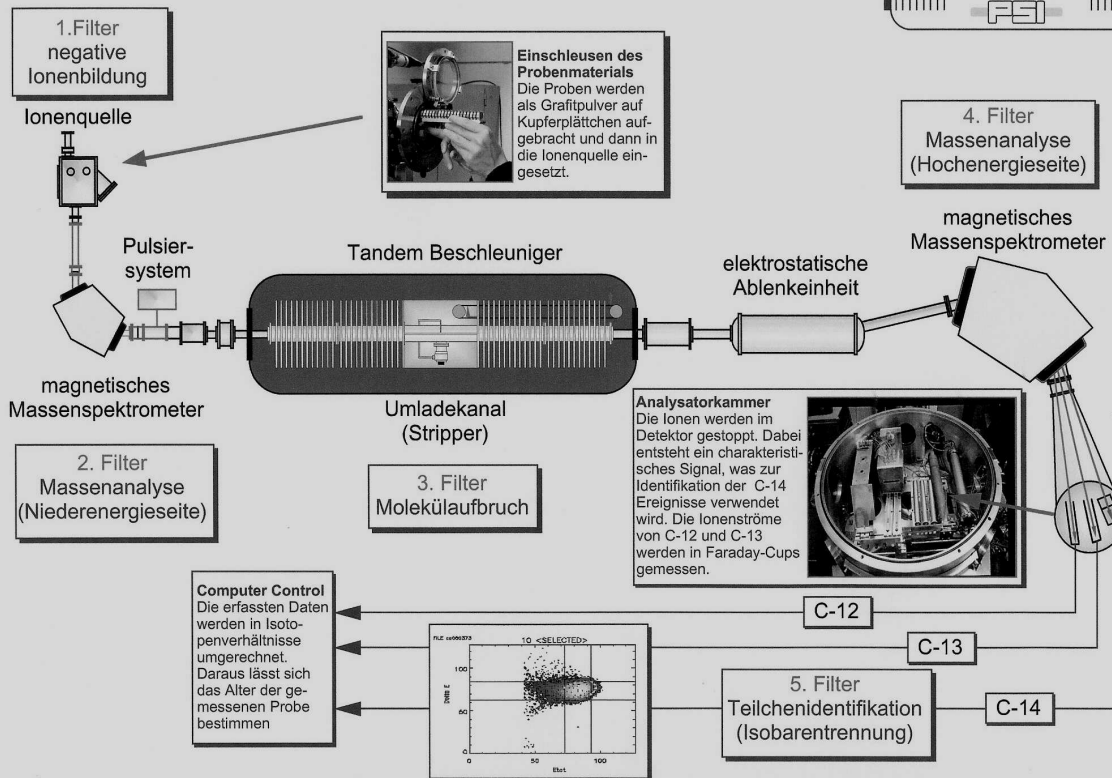 PSI
1.Filter
negative
Ionenbildung
Ionenquelle
Einschleusen des
Probenmaterials
Die Proben werden
als Grafitpulver auf
Kupferplättchen auf-
gebracht und dann in
die Ionenquelle ein-
gesetzt.
4. Filter
Massenanalyse
(Hochenergieseite)
Pulsier-
system
Tandem Beschleuniger
elektrostatische
Ablenkeinheit
magnetisches
Massenspektrometer
magnetisches
Massenspektrometer
Umladekanal
(Stripper)
2. Filter
Massenanalyse
(Niederenergieseite)
3. Filter
Molekülaufbruch
Analysatorkammer
Die Ionen werden im
Detektor gestoppt. Dabei
entsteht ein charakteristi-
sches Signal, was zur
Identifikation der C-14
Ereignisse verwendet
wird. Die Ionenströme
von C-12 und C-13
werden in Faraday-Cups
gemessen.
Computer Control
Die erfassten Daten
werden in Isoto-
penverhältnisse
umgerechnet.
Daraus lässt sich
das Alter der ge-
messenen Probe
bestimmen
C-12
C-13
C-14
FILE
10 <SELECTED>
Delta E
100
50
0
0
50
100
Etot
5. Filter
Teilchenidentifikation
(Isobarentrennung)